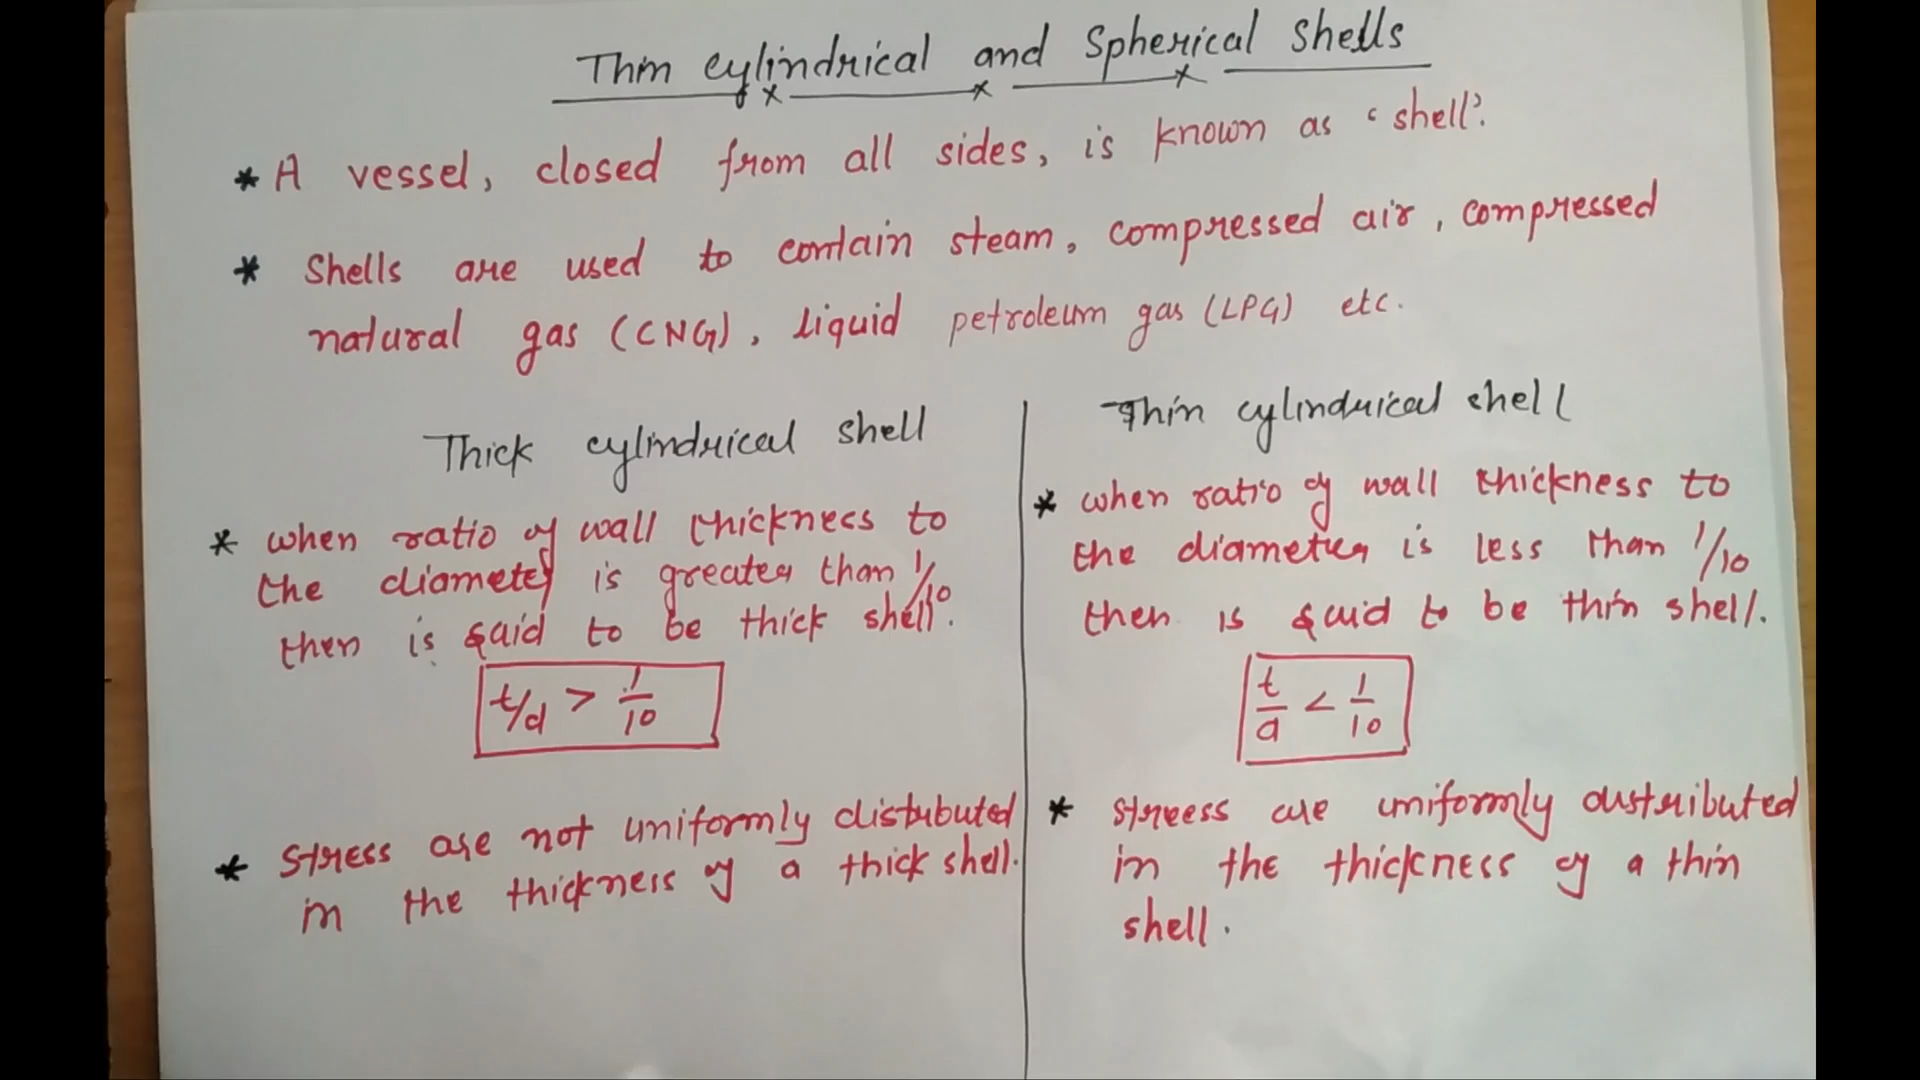 Thin cylindrical and Spherical Shells
* A vessel, closed from all sides, is known as 'shell'.
* Shells are used to contain steam, compressed air, compressed
natural gas (CNG), liquid petroleum gas (LPG) etc.
Thick cylindrical shell
* when ratio of wall thickness to
the diameter is greater than 1/10
then is said to be thick shell.
t/d > 1/10
* Stress are not uniformly distubuted
in the thickness of a thick shell.
Thin cylindrical shell
* when ratio of wall thickness to
the diameter is less than 1/10
then is said to be thin shell.
t/d < 1/10
* Streess are uniformly distributed
in the thickness of a thin
shell.